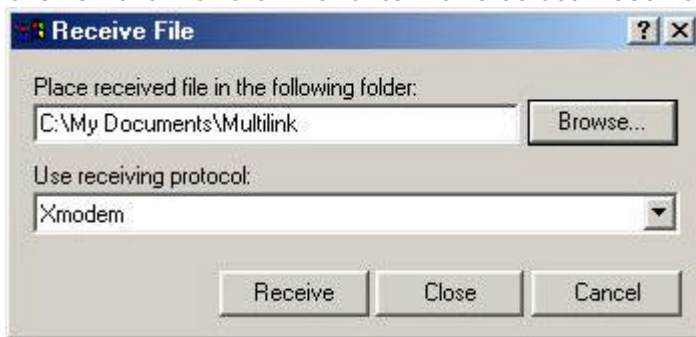 Receive File
Place received file in the following folder:
C:\My Documents\Multilink
Browse...
Use receiving protocol:
Xmodem
Receive Close Cancel